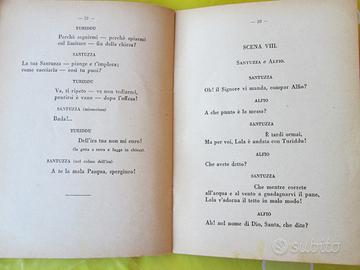 — 22 —
TURIDDU
Perchè seguirmi — perchè spiarmi
sul limitare — fin della chiesa?
SANTUZZA
La tua Santuzza — piange e t'implora;
come cacciarla — così tu puoi?
TURIDDU
Va, ti ripeto — ve non tediarmi,
pentirsi è vano — dopo l'offesa!
SANTUZZA (minacciosa)
Bada!..
TURIDDU
Dell'ira tua non mi curo!
(la getta a terra e fugge in chiesa).
SANTUZZA (nel colmo dell'ira)
A te la mala Pasqua, spergiuro!
— 23 —
SCENA VIII.
SANTUZZA E ALFIO.
SANTUZZA
Oh! il Signore vi manda, compar Alfio!
ALFIO
A che punto è la messa?
SANTUZZA
È tardi ormai,
Ma per voi, Lola è andata con Turiddu!
ALFIO
Che avete detto?
SANTUZZA
Che mentre correte
all'acqua e al vento a guadagnarvi il pane,
Lola v'adorna il tetto in malo modo!
ALFIO
Ah! nel nome di Dio, Santa, che dite?
subito